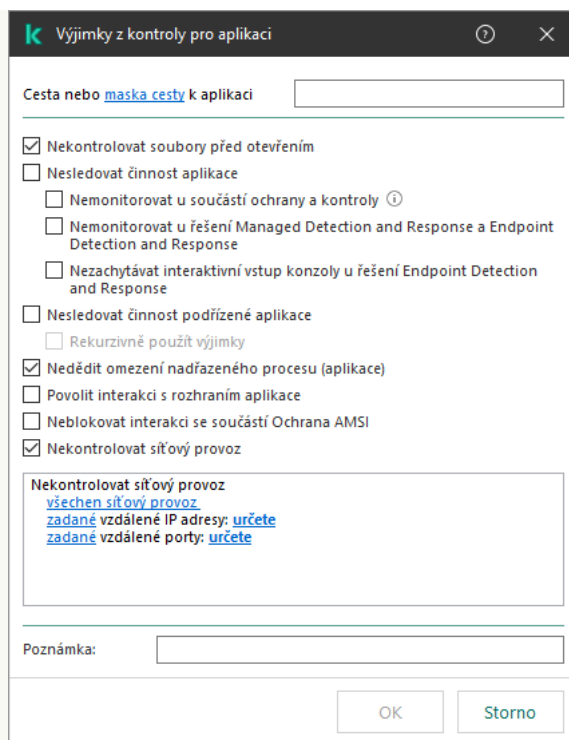 Výjimky z kontroly pro aplikaci
Cesta nebo maska cesty k aplikaci
Nekontrolovat soubory před otevřením
Nesledovat činnost aplikace
Nemonitorovat u součástí ochrany a kontroly
Nemonitorovat u řešení Managed Detection and Response a Endpoint
Detection and Response
Nezachytávat interaktivní vstup konzoly u řešení Endpoint Detection
and Response
Nesledovat činnost podřízené aplikace
Rekurzivně použít výjimky
Nedědit omezení nadřazeného procesu (aplikace)
Povolit interakci s rozhraním aplikace
Neblokovat interakci se součástí Ochrana AMSI
Nekontrolovat síťový provoz
Nekontrolovat síťový provoz
všechen síťový provoz
zadané vzdálené IP adresy: určete
zadané vzdálené porty: určete
Poznámka:
OK
Storno